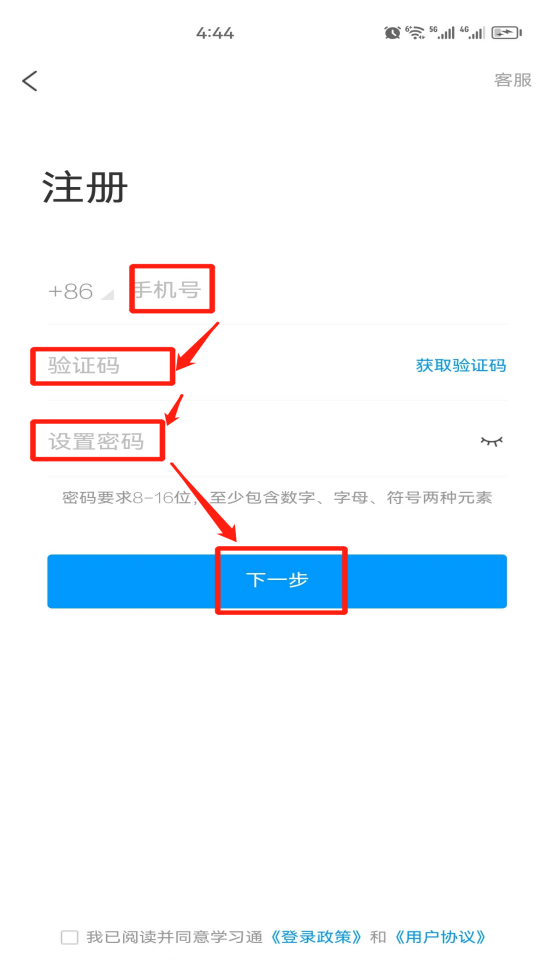 4:44
客服
注册
+86 手机号
验证码 获取验证码
设置密码
密码要求8-16位，至少包含数字、字母、符号两种元素
下一步
我已阅读并同意学习通《登录政策》和《用户协议》